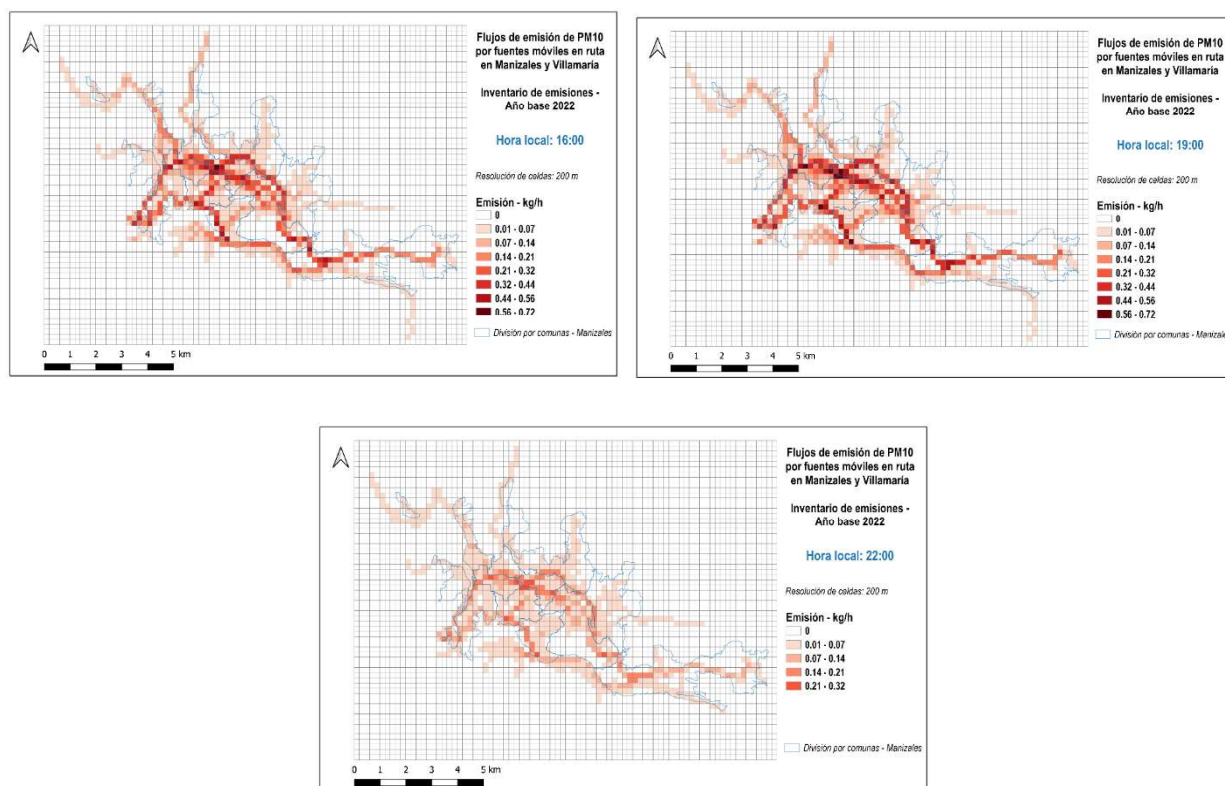 Flujos de emisión de PM10
por fuentes móviles en ruta
en Manizales y Villamaría
Inventario de emisiones -
Año base 2022
Hora local: 16:00
Resolución de celdas: 200 m
Emisión - kg/h
0
0.01 - 0.07
0.07 - 0.14
0.14 - 0.21
0.21 - 0.32
0.32 - 0.44
0.44 - 0.56
0.56 - 0.72
División por comunas - Manizales
0 1 2 3 4 5 km
Flujos de emisión de PM10
por fuentes móviles en ruta
en Manizales y Villamaría
Inventario de emisiones -
Año base 2022
Hora local: 19:00
Resolución de celdas: 200 m
Emisión - kg/h
0
0.01 - 0.07
0.07 - 0.14
0.14 - 0.21
0.21 - 0.32
0.32 - 0.44
0.44 - 0.56
0.56 - 0.72
División por comunas - Manizale
0 1 2 3 4 5 km
Flujos de emisión de PM10
por fuentes móviles en ruta
en Manizales y Villamaría
Inventario de emisiones -
Año base 2022
Hora local: 22:00
Resolución de celdas: 200 m
Emisión - kg/h
0
0.01 - 0.07
0.07 - 0.14
0.14 - 0.21
0.21 - 0.32
División por comunas - Manizales
0 1 2 3 4 5 km